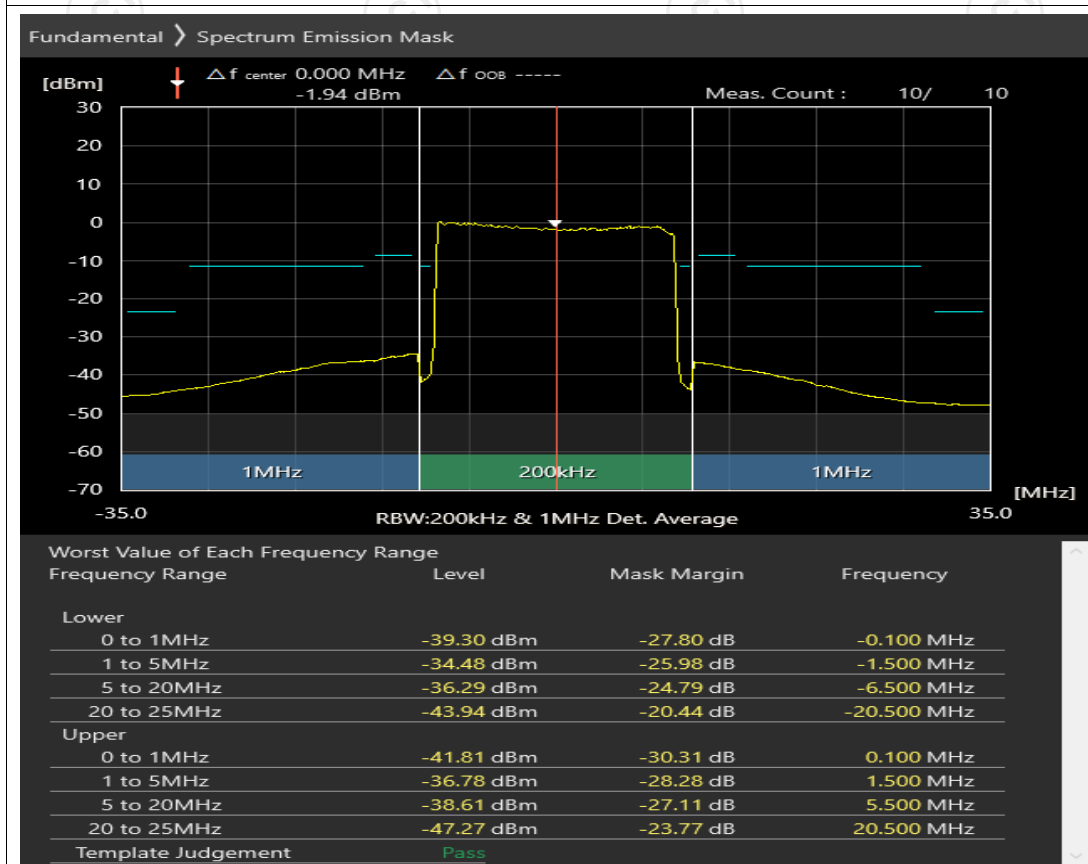 Fundamental ❯ Spectrum Emission Mask
[dBm] Δf center 0.000 MHz Δf OOB -----
-1.94 dBm Meas. Count : 10/ 10
30
20
10
0
-10
-20
-30
-40
-50
-60
1MHz 200kHz 1MHz
-70 [MHz]
-35.0 RBW:200kHz & 1MHz Det. Average 35.0
Worst Value of Each Frequency Range
Frequency Range Level Mask Margin Frequency
Lower
0 to 1MHz -39.30 dBm -27.80 dB -0.100 MHz
1 to 5MHz -34.48 dBm -25.98 dB -1.500 MHz
5 to 20MHz -36.29 dBm -24.79 dB -6.500 MHz
20 to 25MHz -43.94 dBm -20.44 dB -20.500 MHz
Upper
0 to 1MHz -41.81 dBm -30.31 dB 0.100 MHz
1 to 5MHz -36.78 dBm -28.28 dB 1.500 MHz
5 to 20MHz -38.61 dBm -27.11 dB 5.500 MHz
20 to 25MHz -47.27 dBm -23.77 dB 20.500 MHz
Template Judgement Pass